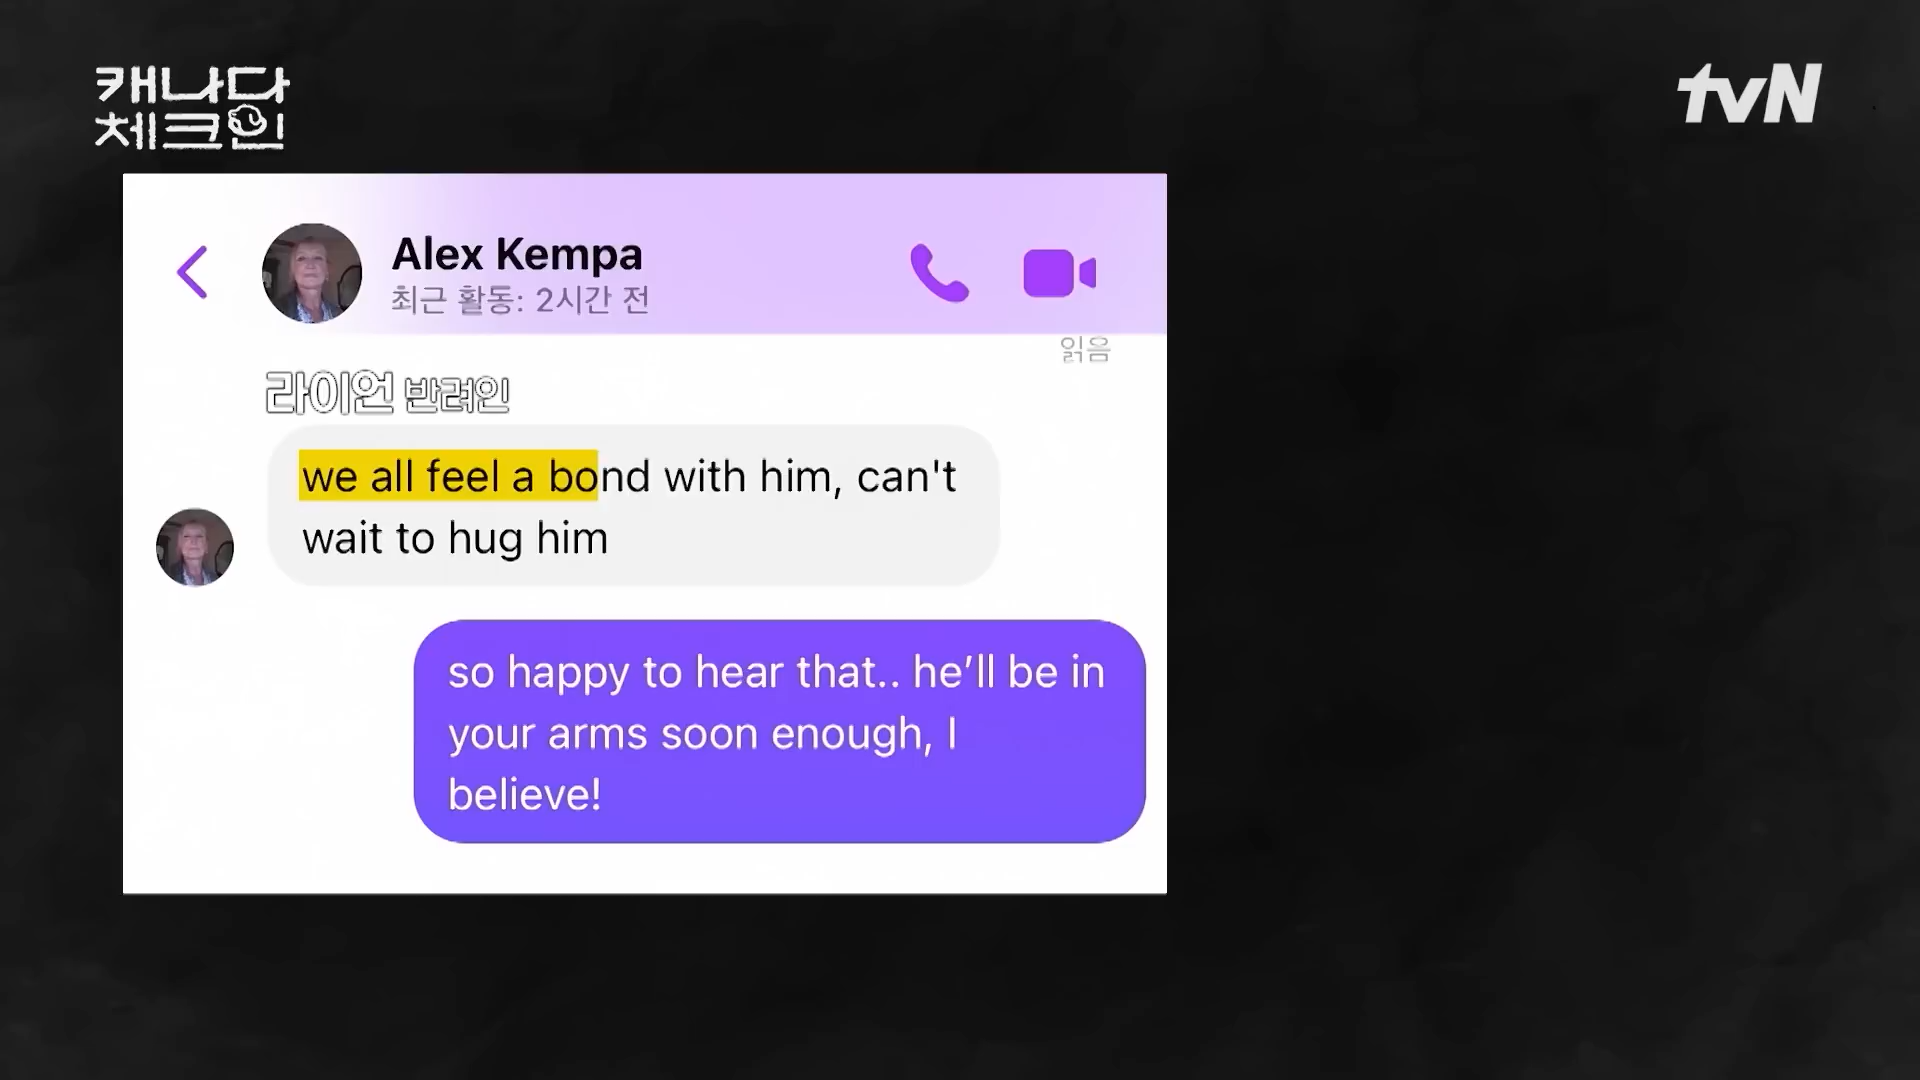 캐나다
체크인
tvN
Alex Kempa
최근 활동: 2시간 전
읽음
라이언 반려인
we all feel a bond with him, can't
wait to hug him
so happy to hear that.. he’ll be in
your arms soon enough, I
believe!